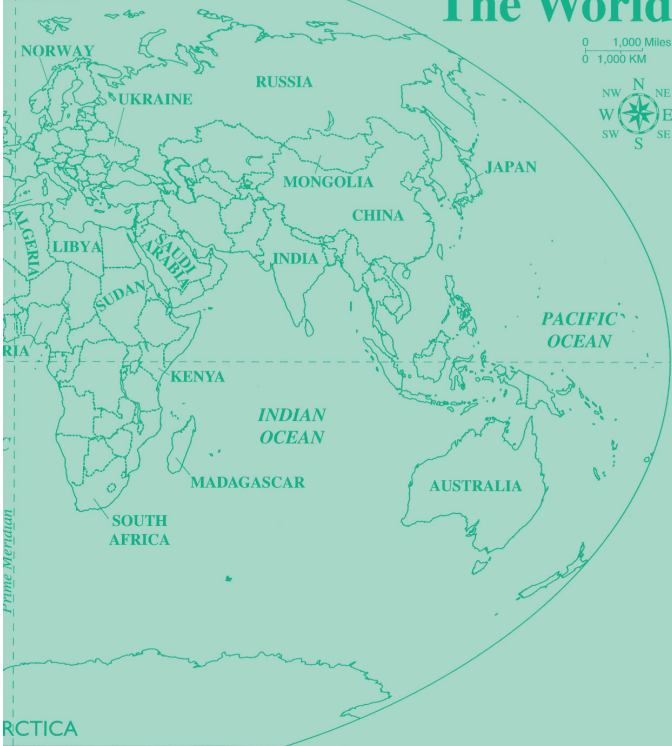 The World
0 1,000 Miles
0 1,000 KM
N
NW NE
W E
SW SE
S
NORWAY
UKRAINE
RUSSIA
MONGOLIA
JAPAN
CHINA
ALGERIA
LIBYA
SAUDI
ARABIA
INDIA
SUDAN
PACIFIC
OCEAN
RIA
KENYA
INDIAN
OCEAN
MADAGASCAR
AUSTRALIA
SOUTH
AFRICA
Prime Meridian
RCTICA